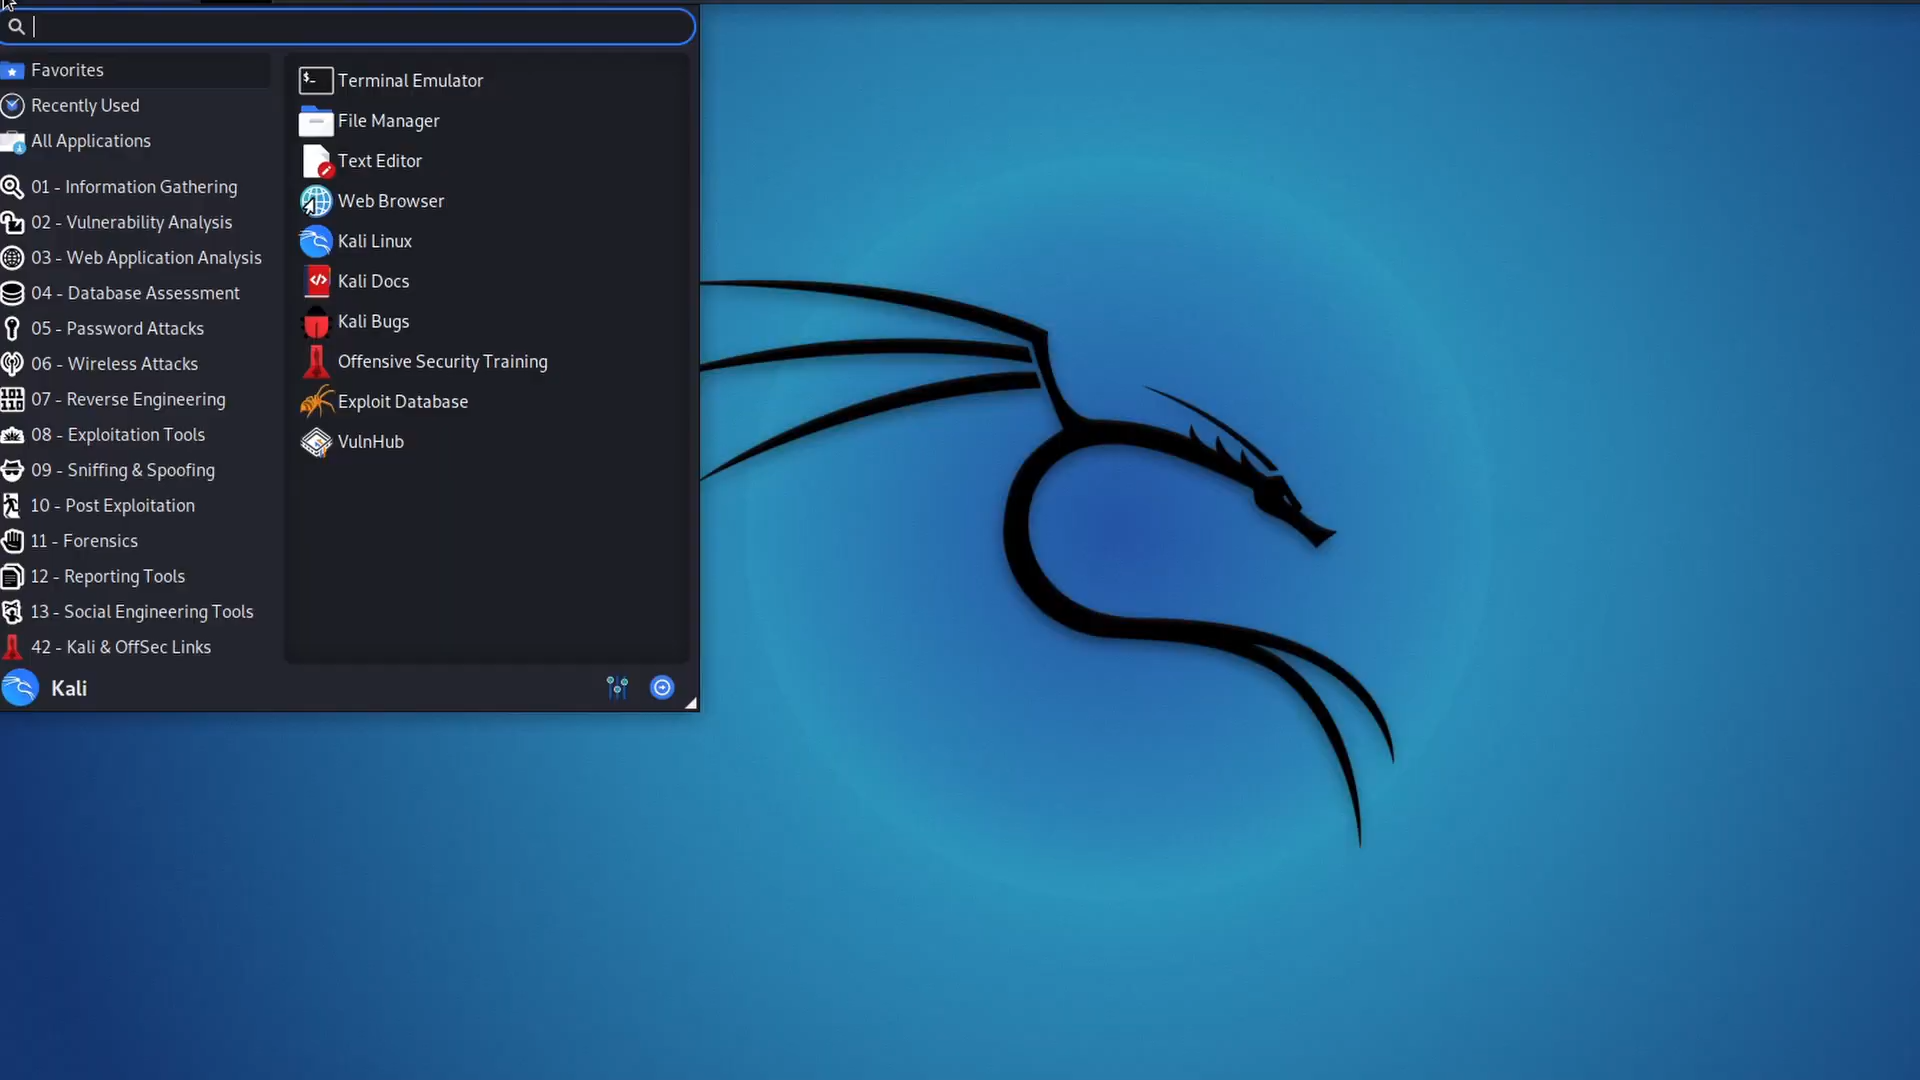 Favorites
Recently Used
All Applications
01 - Information Gathering
02 - Vulnerability Analysis
03 - Web Application Analysis
04 - Database Assessment
05 - Password Attacks
06 - Wireless Attacks
07 - Reverse Engineering
08 - Exploitation Tools
09 - Sniffing & Spoofing
10 - Post Exploitation
11 - Forensics
12 - Reporting Tools
13 - Social Engineering Tools
42 - Kali & OffSec Links
Terminal Emulator
File Manager
Text Editor
Web Browser
Kali Linux
Kali Docs
Kali Bugs
Offensive Security Training
Exploit Database
VulnHub
Kali